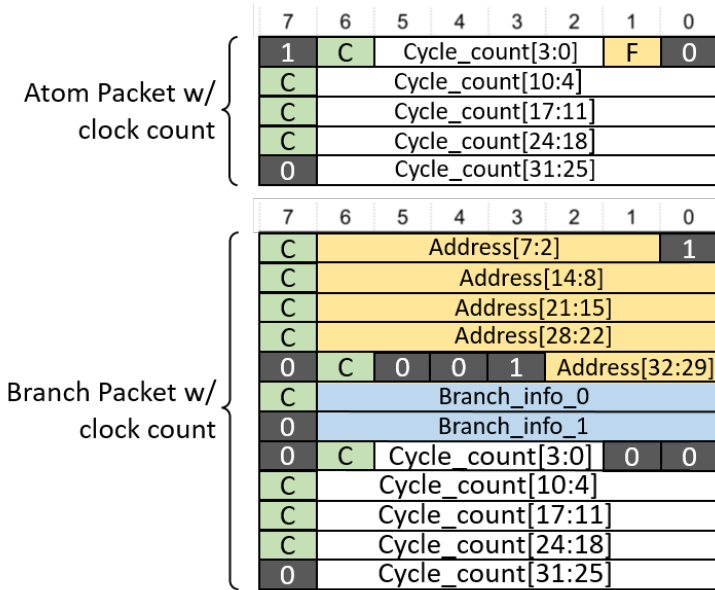 7 6 5 4 3 2 1 0
1 C Cycle_count[3:0] F 0
C Cycle_count[10:4]
C Cycle_count[17:11]
C Cycle_count[24:18]
0 Cycle_count[31:25]
Atom Packet w/
clock count
7 6 5 4 3 2 1 0
C Address[7:2] 1
C Address[14:8]
C Address[21:15]
C Address[28:22]
0 C 0 0 1 Address[32:29]
C Branch_info_0
0 Branch_info_1
0 C Cycle_count[3:0] 0 0
C Cycle_count[10:4]
C Cycle_count[17:11]
C Cycle_count[24:18]
0 Cycle_count[31:25]
Branch Packet w/
clock count